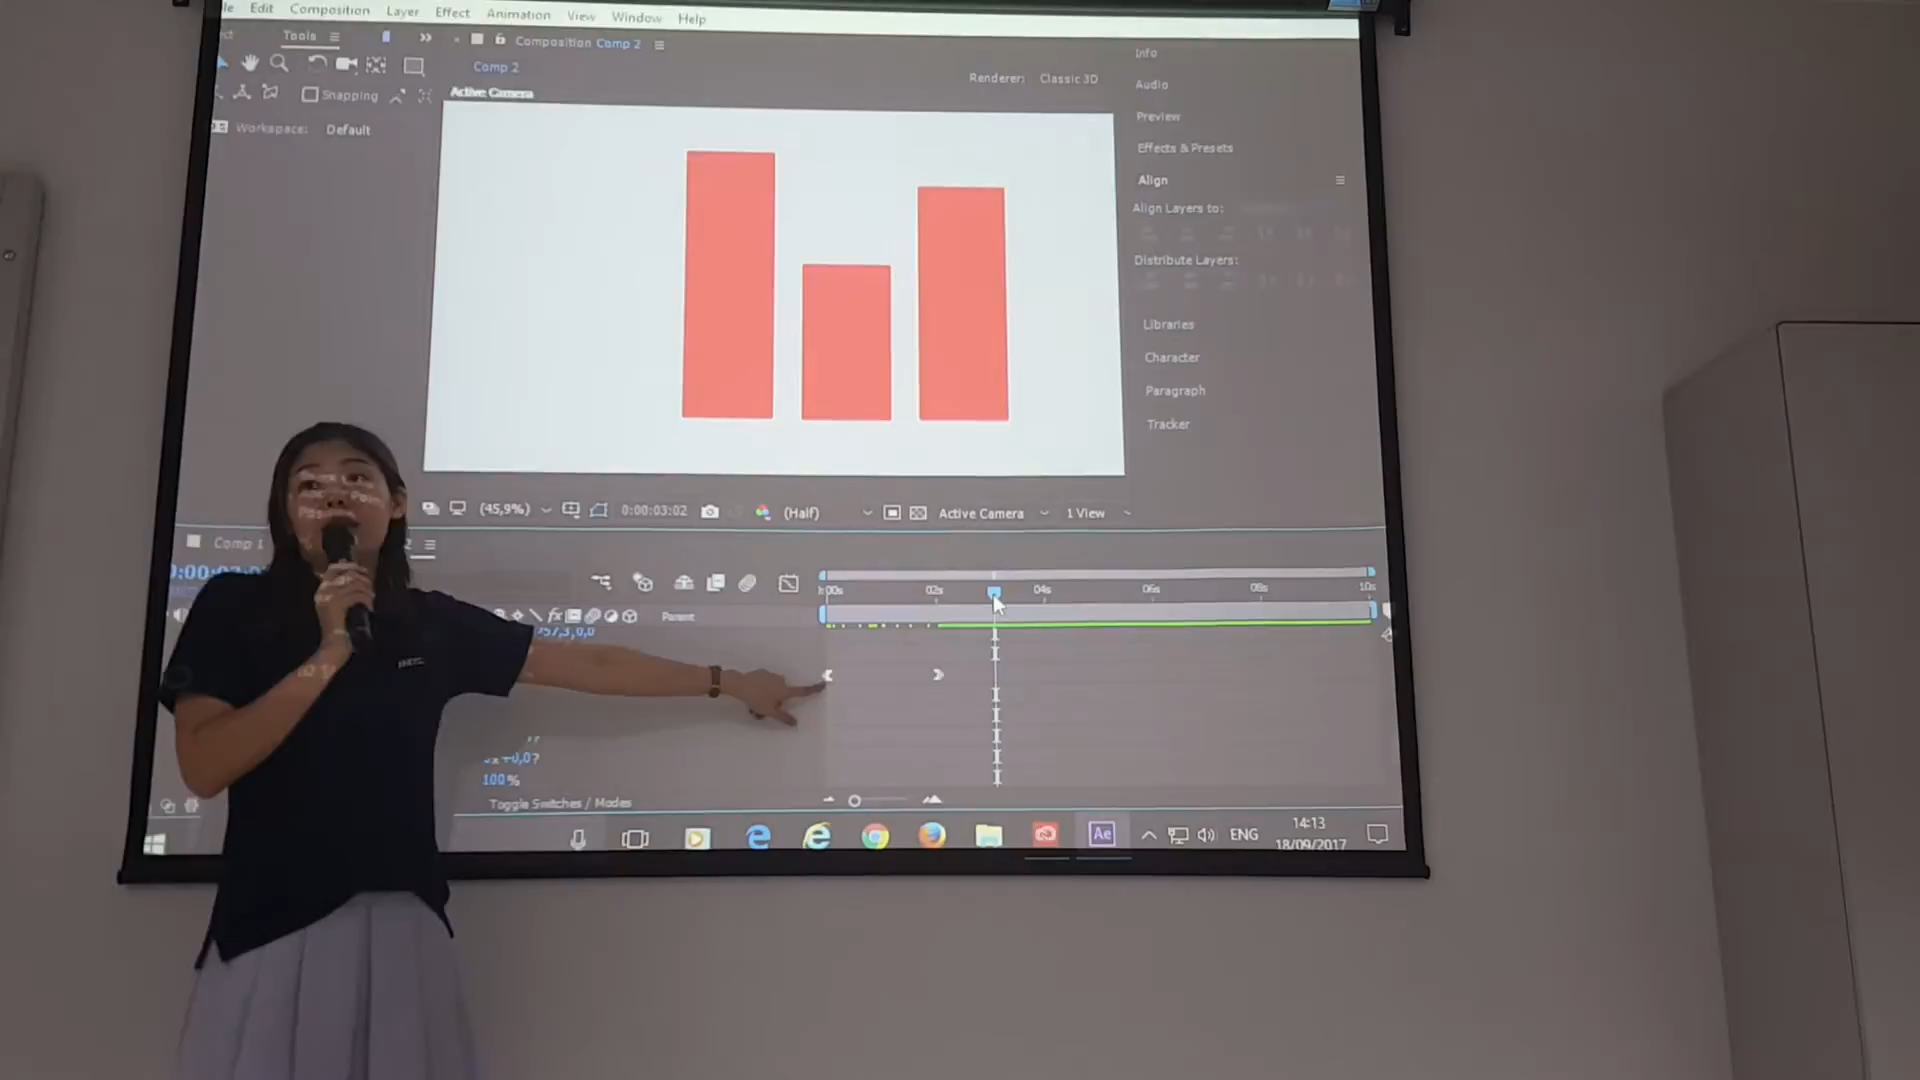 Edit Composition Layer Effect Animation View Window Help
Tools
Composition Comp 2
Info
Comp 2
Renderer: Classic 3D
Audio
Snapping
Active Camera
Workspace: Default
Preview
Effects & Presets
Align
Align Layers to:
Distribute Layers:
Libraries
Character
Paragraph
Tracker
(45,9%) 0:00:03:02 (Half) Active Camera 1 View
Comp 1
02s 04s 06s 08s 10s
fx Parent
100%
Toggle Switches / Modes
Ae ENG
14:13
18/09/2017